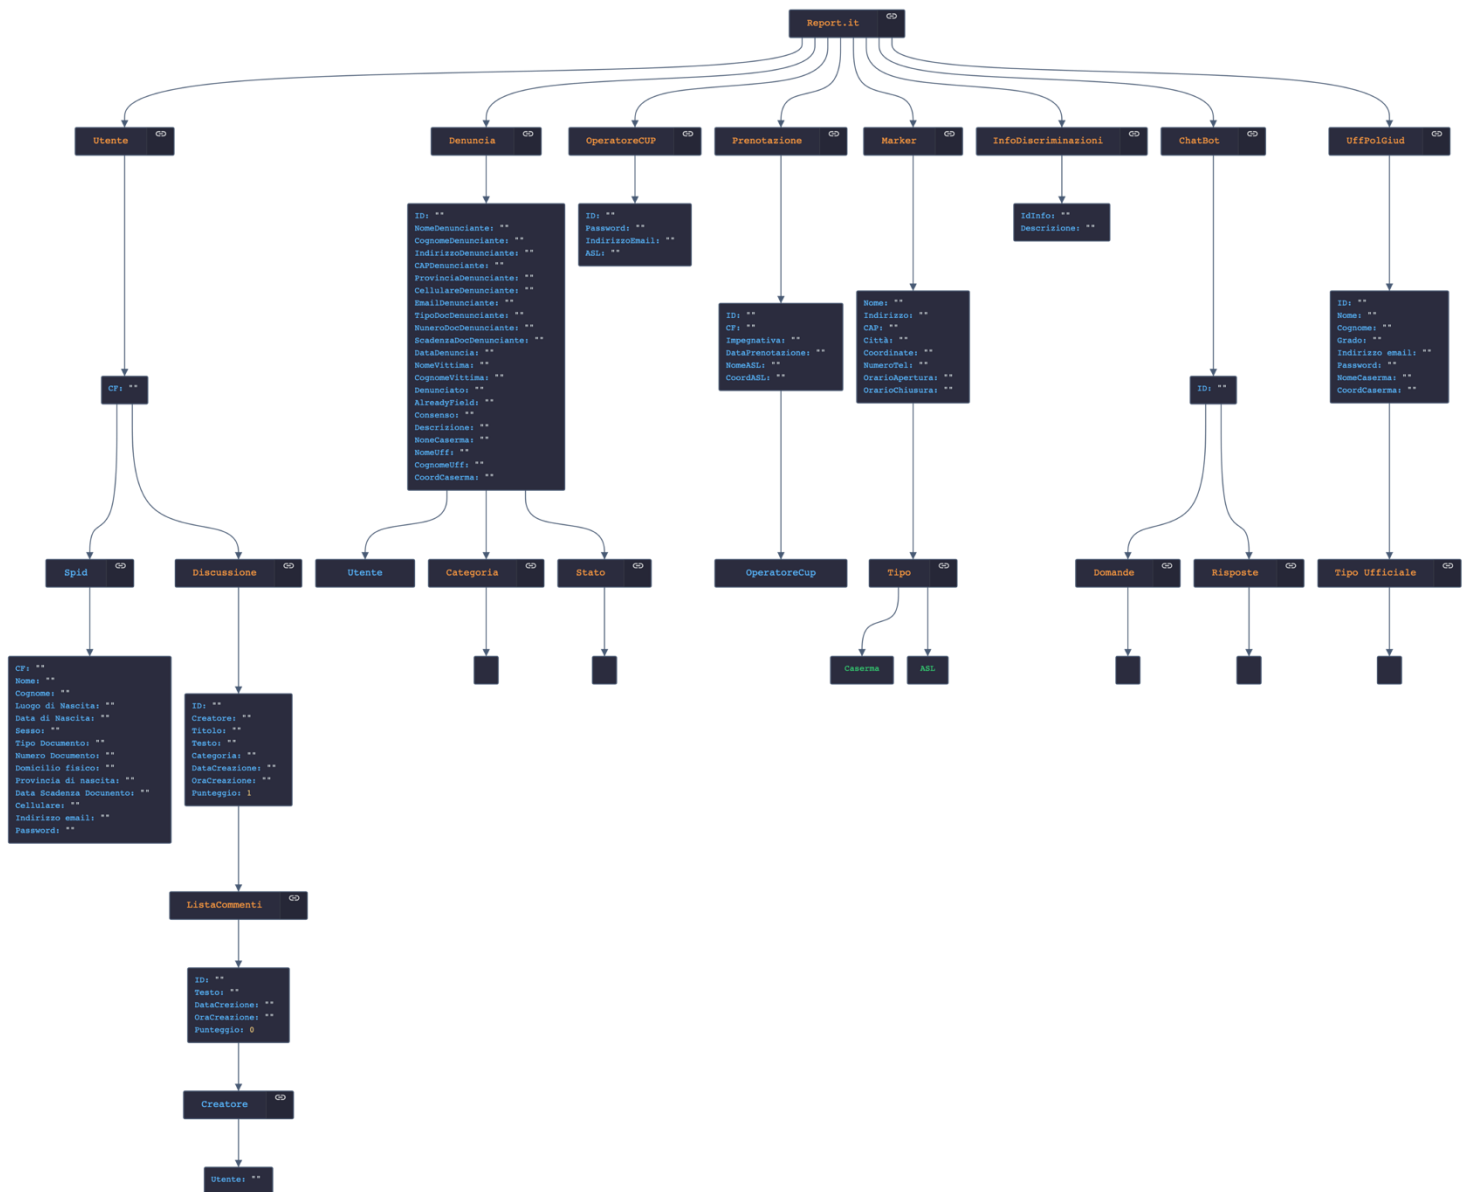 Report.it
Utente
Denuncia
OperatoreCUP
Prenotazione
Marker
InfoDiscriminazioni
ChatBot
UffPolGiud
CF: ""
ID: ""
NomeDenunciante: ""
CognomeDenunciante: ""
IndirizzoDenunciante: ""
CAPDenunciante: ""
ProvinciaDenunciante: ""
CellulareDenunciante: ""
EmailDenunciante: ""
TipoDocDenunciante: ""
NuneroDocDenunciante: ""
ScadenzaDocDenunciante: ""
DataDenuncia: ""
NomeVittima: ""
CognomeVittima: ""
Denunciato: ""
AlreadyField: ""
Consenso: ""
Descrizione: ""
NoneCaserma: ""
NomeUff: ""
CognomeUff: ""
CoordCaserma: ""
ID: ""
Password: ""
IndirizzoEmail: ""
ASL: ""
ID: ""
CF: ""
Impegnativa: ""
DataPrenotazione: ""
NomeASL: ""
CoordASL: ""
Nome: ""
Indirizzo: ""
CAP: ""
Città: ""
Coordinate: ""
NumeroTel: ""
OrarioApertura: ""
OrarioChiusura: ""
IdInfo: ""
Descrizione: ""
ID: ""
ID: ""
Nome: ""
Cognome: ""
Grado: ""
Indirizzo email: ""
Password: ""
NomeCaserma: ""
CoordCaserma: ""
Spid
Discussione
Utente
Categoria
Stato
OperatoreCup
Tipo
Domande
Risposte
Tipo Ufficiale
CF: ""
Nome: ""
Cognome: ""
Luogo di Nascita: ""
Data di Nascita: ""
Sesso: ""
Tipo Documento: ""
Numero Documento: ""
Domicilio fisico: ""
Provincia di nascita: ""
Data Scadenza Docunento: ""
Cellulare: ""
Indirizzo email: ""
Password: ""
ID: ""
Creatore: ""
Titolo: ""
Testo: ""
Categoria: ""
DataCreazione: ""
OraCreazione: ""
Punteggio: 1
Caserma
ASL
ListaCommenti
ID: ""
Testo: ""
DataCrezione: ""
OraCreazione: ""
Punteggio: 0
Creatore
Utente: ""